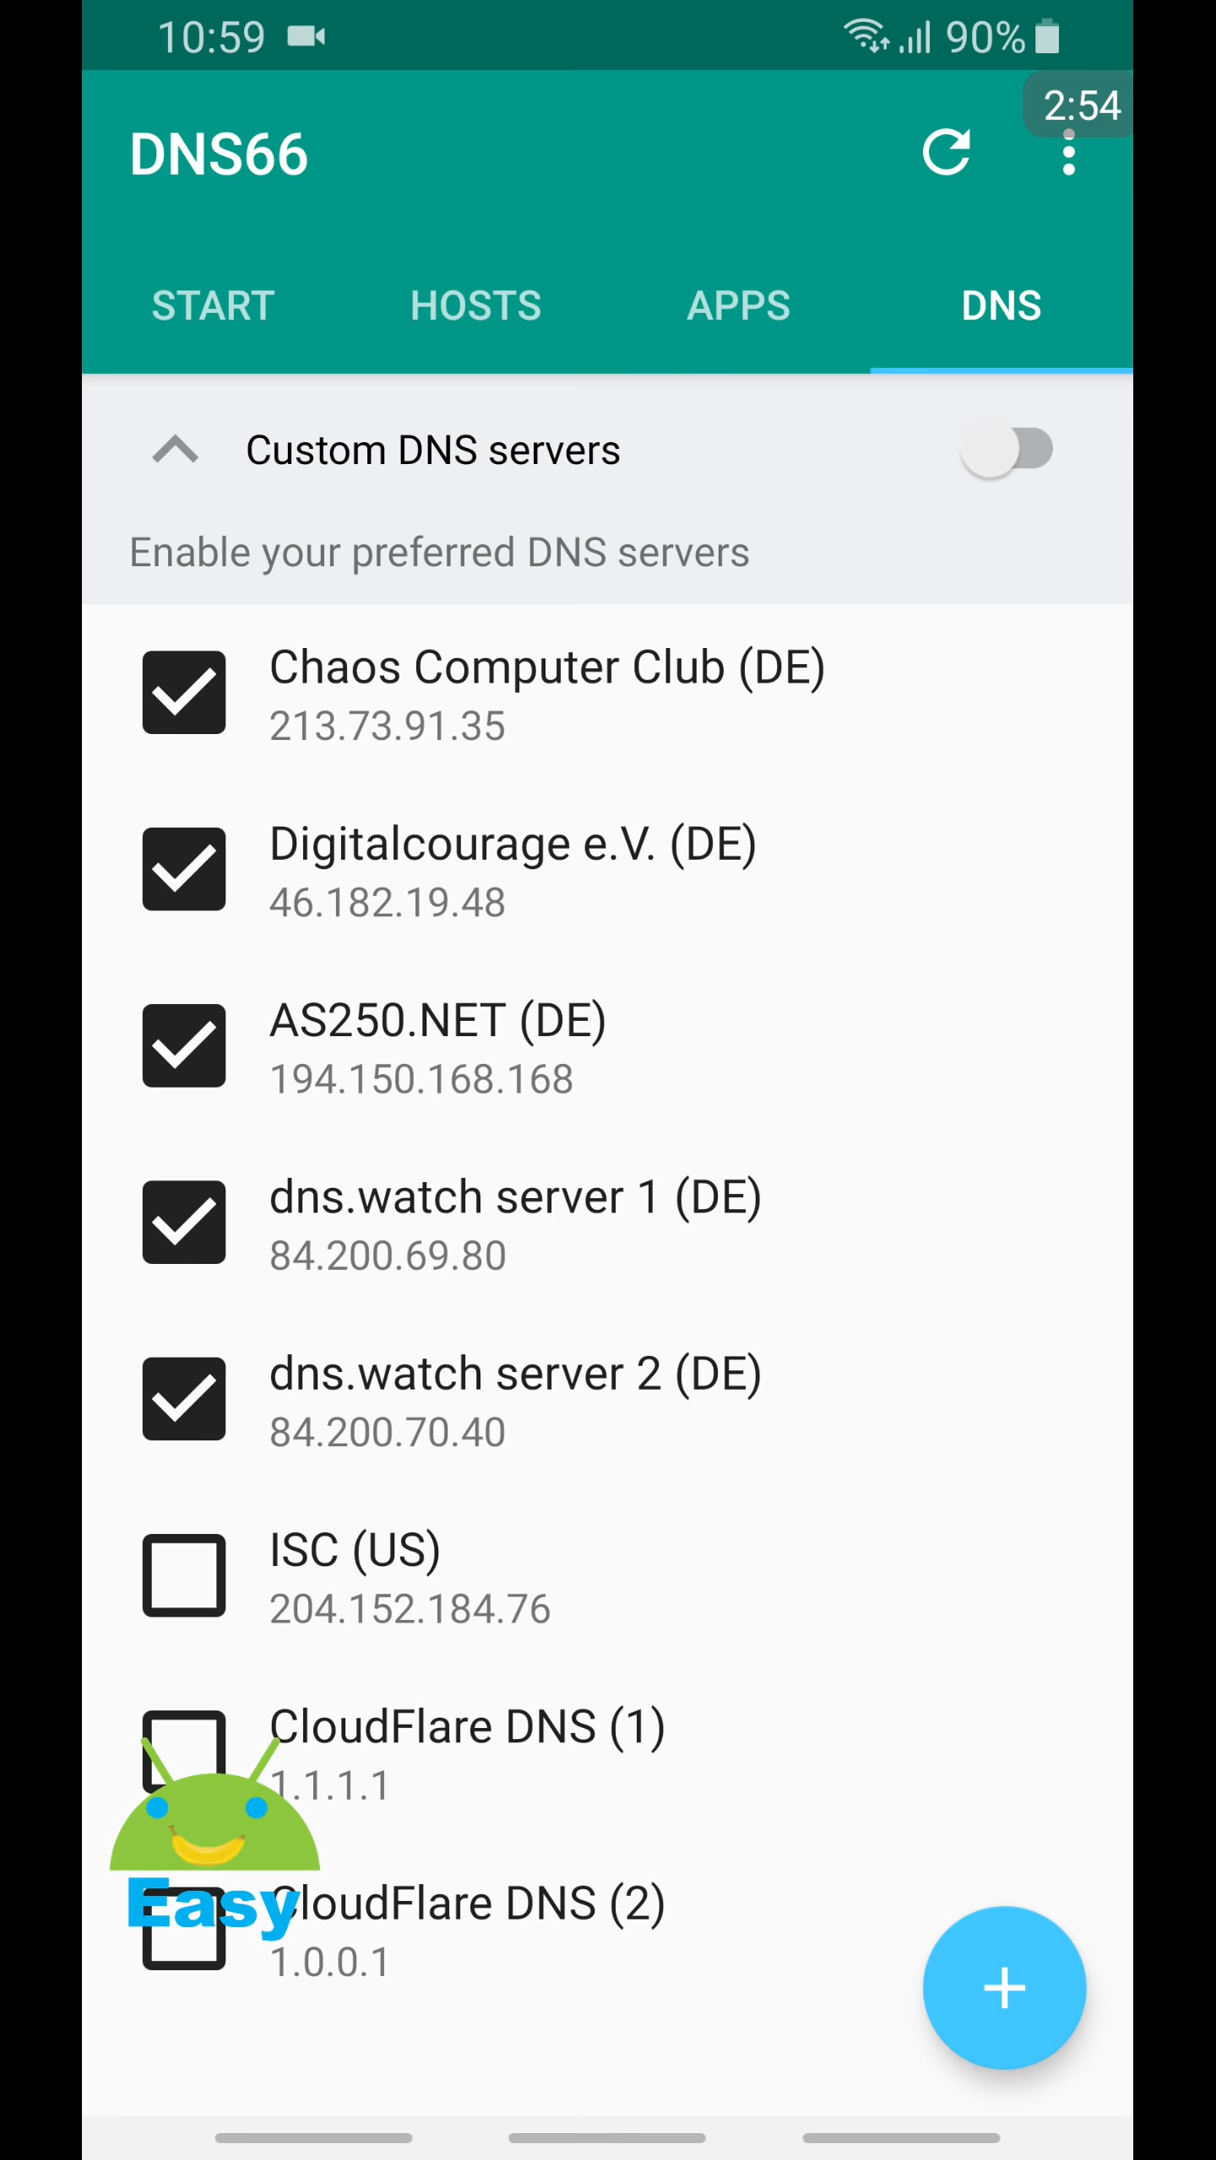 10:59
90%
2:54
DNS66
START
HOSTS
APPS
DNS
Custom DNS servers
Enable your preferred DNS servers
Chaos Computer Club (DE)
213.73.91.35
Digitalcourage e.V. (DE)
46.182.19.48
AS250.NET (DE)
194.150.168.168
dns.watch server 1 (DE)
84.200.69.80
dns.watch server 2 (DE)
84.200.70.40
ISC (US)
204.152.184.76
CloudFlare DNS (1)
1.1.1.1
Easy
CloudFlare DNS (2)
1.0.0.1